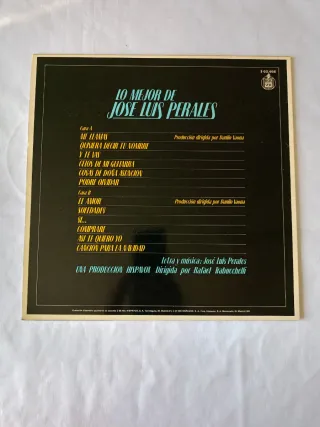 LO MEJOR DE
JOSE LUIS PERALES
Cara A
ME LLAMAS Producción dirigida por Danilo Vaona
QUISIERA DECIR TU NOMBRE
Y TE VAS
CELOS DE MI GUITARRA
COSAS DE DOÑA ASUNCION
PODRE OLVIDAR
Cara B
EL AMOR Producción dirigida por Danilo Vaona
SOLEDADES
SI...
COMPRARE
ASI TE QUIERO YO
CANCION PARA LA NAVIDAD
Letra y música: José Luis Perales
UNA PRODUCCION HISPAVOX Dirigida por Rafael Trabucchelli